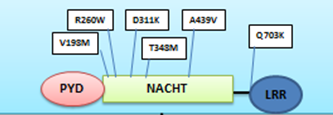 R260W D311K A439V
V198M T348M Q703K
PYD NACHT LRR